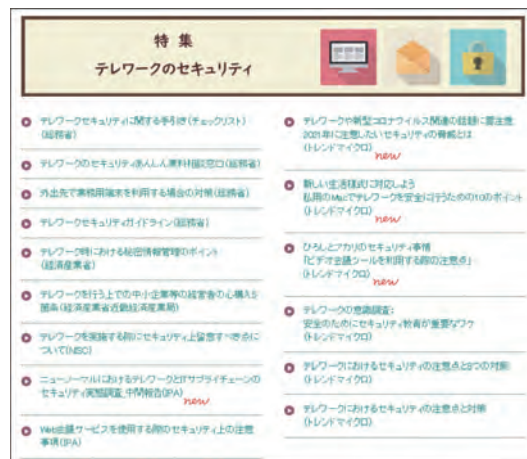 特 集
テレワークのセキュリティ
テレワークセキュリティに関する手引き(チェックリスト)
(総務省)
テレワークのセキュリティあんしん無料相談窓口(総務省)
外出先で業務用端末を利用する場合の対策(総務省)
テレワークセキュリティガイドライン(総務省)
テレワーク時における秘密情報管理のポイント
(経済産業省)
テレワークを行う上での中小企業等の経営者の心構え5
箇条(経済産業省近畿経済産業局)
テレワークを実施する際にセキュリティ上留意すべき点に
ついて(NISC)
ニューノーマルにおけるテレワークとITサプライチェーンの
セキュリティ実態調査_中間報告(IPA)
new
Web会議サービスを使用する際のセキュリティ上の注意
事項(IPA)
テレワークや新型コロナウイルス関連の話題に要注意
2021年に注意したいセキュリティの脅威とは
(トレンドマイクロ)
new
新しい生活様式に対応しよう
私用のMacでテレワークを安全に行うための10のポイント
(トレンドマイクロ)
new
ひろしとアカリのセキュリティ事情
「ビデオ会議ツールを利用する際の注意点」
(トレンドマイクロ)
new
テレワークの意識調査:
安全のためにセキュリティ教育が重要なワケ
(トレンドマイクロ)
テレワークにおけるセキュリティの注意点と8つの対策
(トレンドマイクロ)
テレワークにおけるセキュリティの注意点と対策
(トレンドマイクロ)